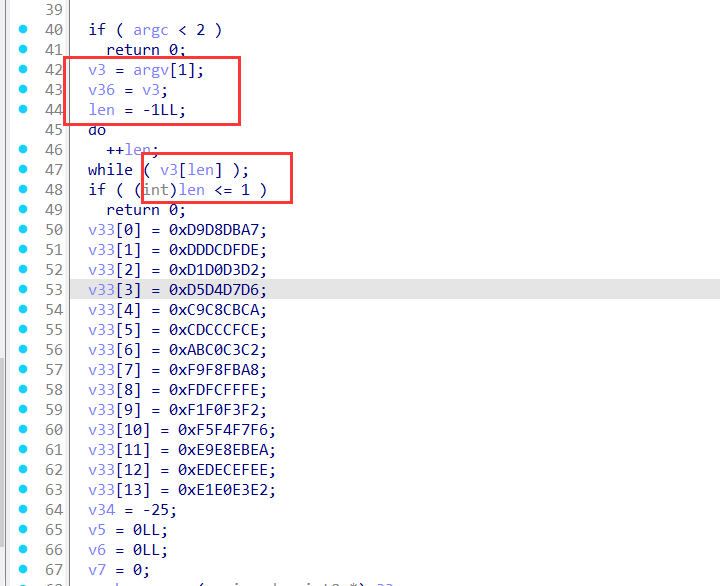 39
40 if ( argc < 2 )
41 return 0;
42 v3 = argv[1];
43 v36 = v3;
44 len = -1LL;
45 do
46 ++len;
47 while ( v3[len] );
48 if ( (int)len <= 1 )
49 return 0;
50 v33[0] = 0xD9D8DBA7;
51 v33[1] = 0xDDDCDFDE;
52 v33[2] = 0xD1D0D3D2;
53 v33[3] = 0xD5D4D7D6;
54 v33[4] = 0xC9C8CBCA;
55 v33[5] = 0xCDCCCFCE;
56 v33[6] = 0xABC0C3C2;
57 v33[7] = 0xF9F8FBA8;
58 v33[8] = 0xFDFCFFFE;
59 v33[9] = 0xF1F0F3F2;
60 v33[10] = 0xF5F4F7F6;
61 v33[11] = 0xE9E8EBEA;
62 v33[12] = 0xEDECEFEE;
63 v33[13] = 0xE1E0E3E2;
64 v34 = -25;
65 v5 = 0LL;
66 v6 = 0LL;
67 v7 = 0;